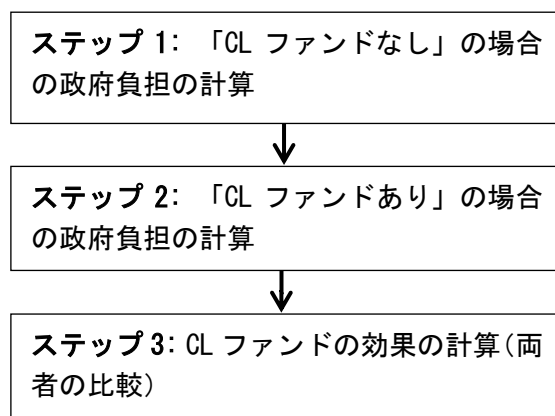 ステップ 1: 「CL ファンドなし」の場合
の政府負担の計算
ステップ 2: 「CL ファンドあり」の場合
の政府負担の計算
ステップ 3: CL ファンドの効果の計算(両
者の比較)